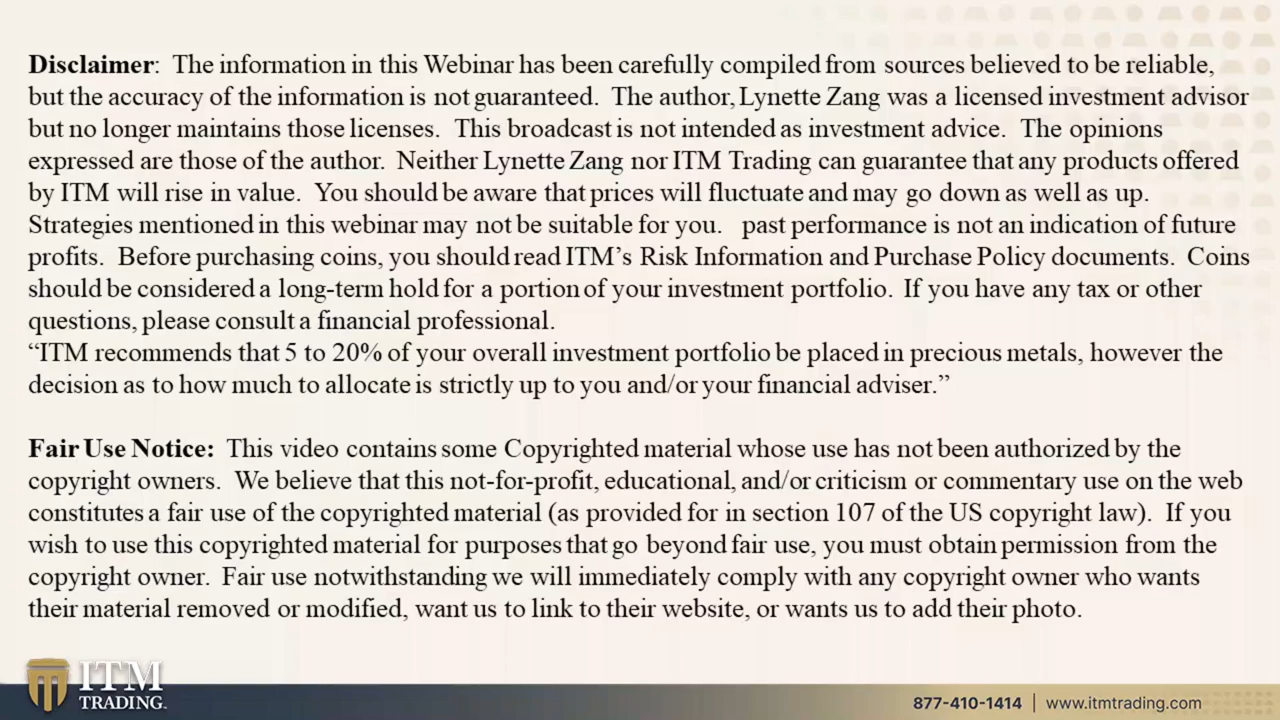 Disclaimer: The information in this Webinar has been carefully compiled from sources believed to be reliable,
but the accuracy of the information is not guaranteed. The author, Lynette Zang was a licensed investment advisor
but no longer maintains those licenses. This broadcast is not intended as investment advice. The opinions
expressed are those of the author. Neither Lynette Zang nor ITM Trading can guarantee that any products offered
by ITM will rise in value. You should be aware that prices will fluctuate and may go down as well as up.
Strategies mentioned in this webinar may not be suitable for you. past performance is not an indication of future
profits. Before purchasing coins, you should read ITM’s Risk Information and Purchase Policy documents. Coins
should be considered a long-term hold for a portion of your investment portfolio. If you have any tax or other
questions, please consult a financial professional.
“ITM recommends that 5 to 20% of your overall investment portfolio be placed in precious metals, however the
decision as to how much to allocate is strictly up to you and/or your financial adviser.”
Fair Use Notice: This video contains some Copyrighted material whose use has not been authorized by the
copyright owners. We believe that this not-for-profit, educational, and/or criticism or commentary use on the web
constitutes a fair use of the copyrighted material (as provided for in section 107 of the US copyright law). If you
wish to use this copyrighted material for purposes that go beyond fair use, you must obtain permission from the
copyright owner. Fair use notwithstanding we will immediately comply with any copyright owner who wants
their material removed or modified, want us to link to their website, or wants us to add their photo.
ITM
TRADING
877-410-1414 | www.itmtrading.com